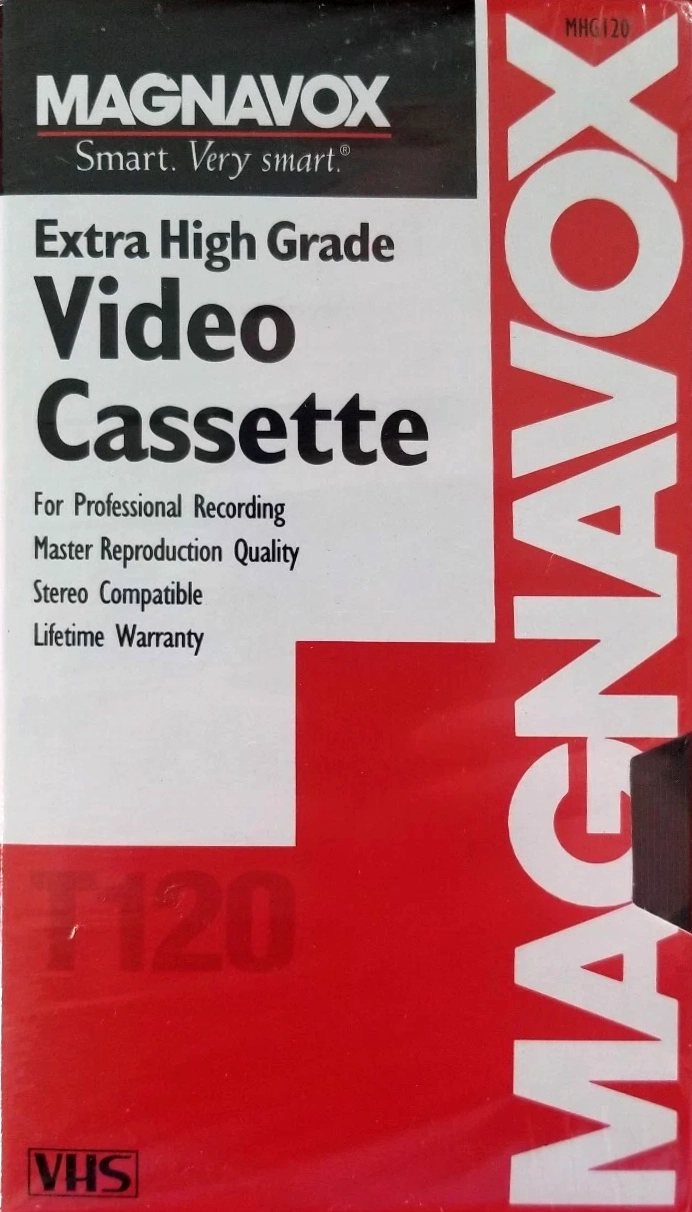 MHG120
MAGNAVOX
Smart. Very smart.®
Extra High Grade
Video
Cassette
For Professional Recording
Master Reproduction Quality
Stereo Compatible
Lifetime Warranty
T120
VHS
MAGNAVOX